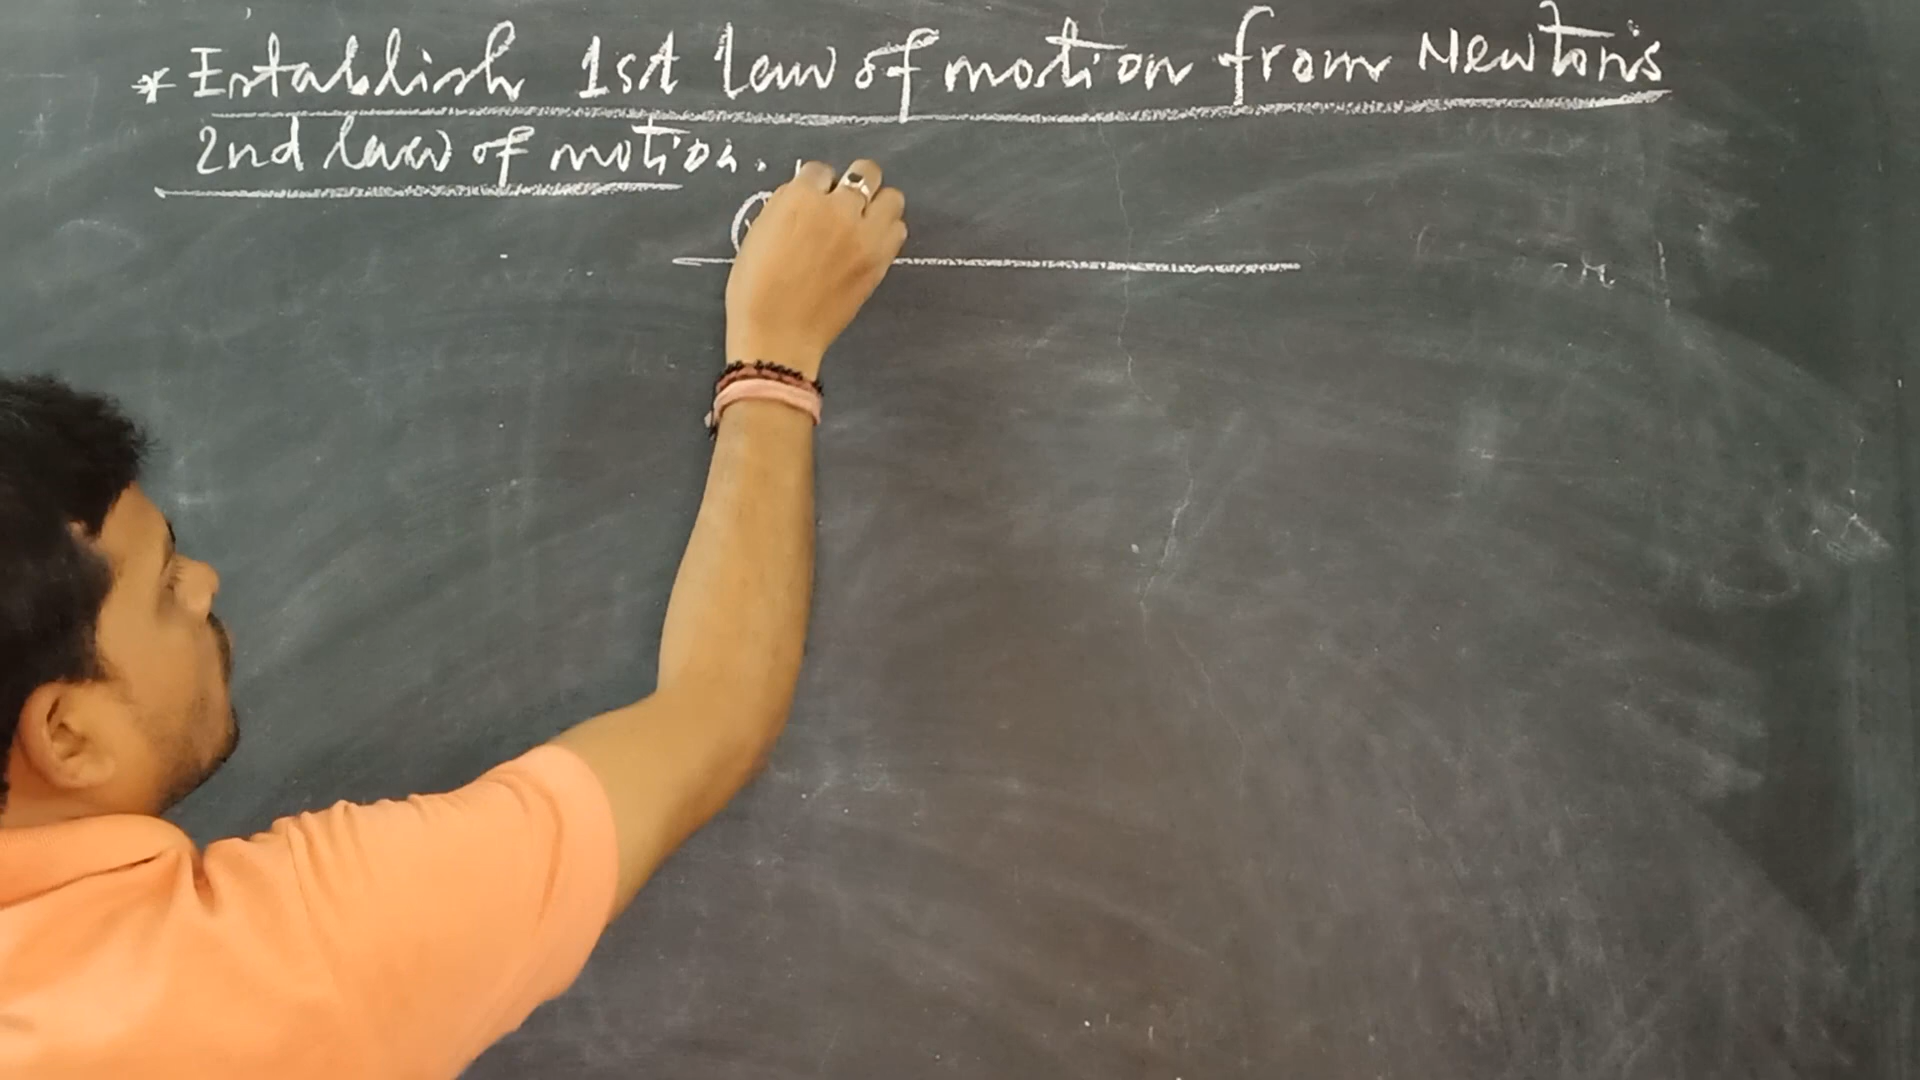 * Establish 1st law of motion from Newton's
2nd law of motion.